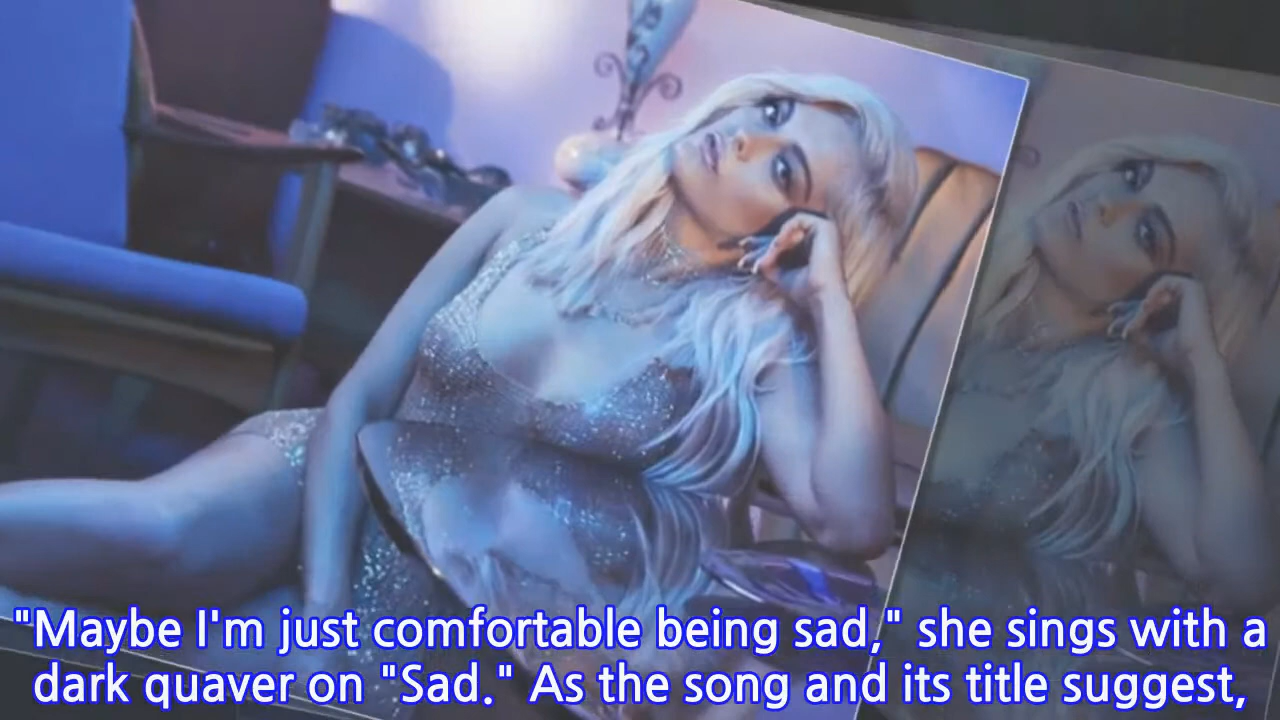 "Maybe I'm just comfortable being sad," she sings with a
dark quaver on "Sad." As the song and its title suggest,